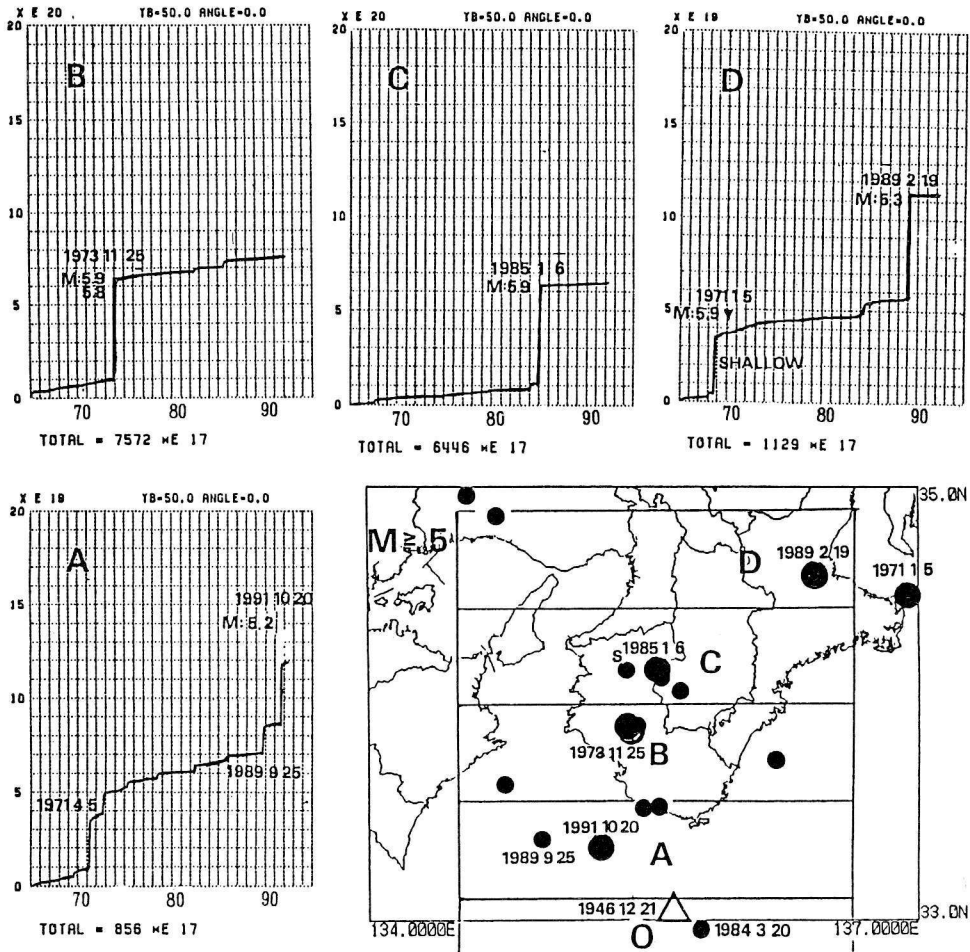 X E 20 YB=50.0 ANGLE=0.0
B
20
15
10
5
0
1973 11 25
M:5.9
5.8
70 80 90
TOTAL = 7572 *E 17
X E 20 YB=50.0 ANGLE=0.0
C
20
15
10
5
0
1985 1 6
M:5.9
70 80 90
TOTAL = 6446 *E 17
X E 19 YB=50.0 ANGLE=0.0
D
20
15
10
5
0
1989 2 19
M:5.3
1971 1 5
M:5.9
SHALLOW
70 80 90
TOTAL = 1129 *E 17
X E 19 YB=50.0 ANGLE=0.0
A
20
15
10
5
0
1991 10 20
1989 9 25
1971 4 5
70 80 90
TOTAL = 856 *E 17
35.0N
M ≧ 5
D
1989 2 19
1971 1 5
1985 1 6
s
C
1973 11 25
B
1991 10 20
1989 9 25
A
1946 12 21
33.0N
134.0000E
137.0000E
O
1984 3 20